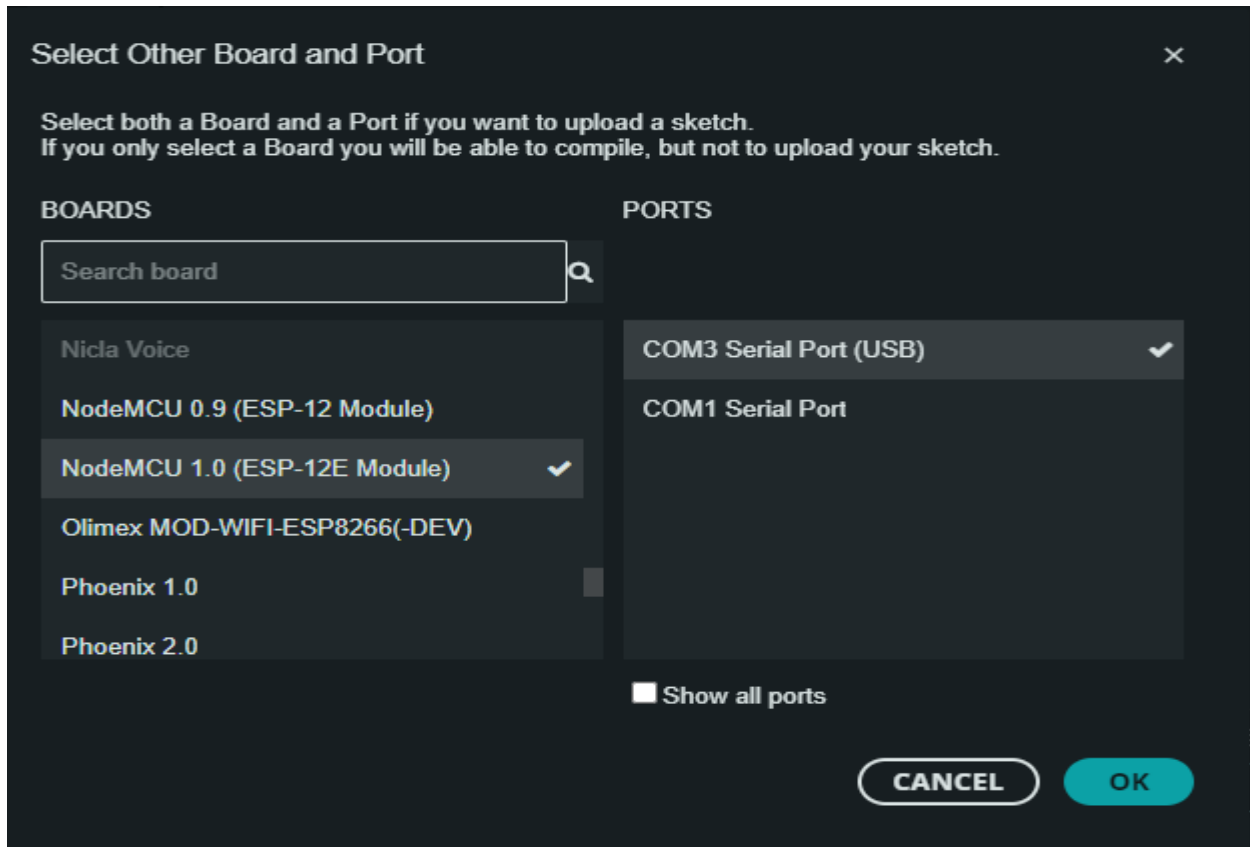 Select Other Board and Port
Select both a Board and a Port if you want to upload a sketch.
If you only select a Board you will be able to compile, but not to upload your sketch.
BOARDS
Search board
Nicla Voice
NodeMCU 0.9 (ESP-12 Module)
NodeMCU 1.0 (ESP-12E Module)
Olimex MOD-WIFI-ESP8266(-DEV)
Phoenix 1.0
Phoenix 2.0
PORTS
COM3 Serial Port (USB)
COM1 Serial Port
Show all ports
CANCEL
OK